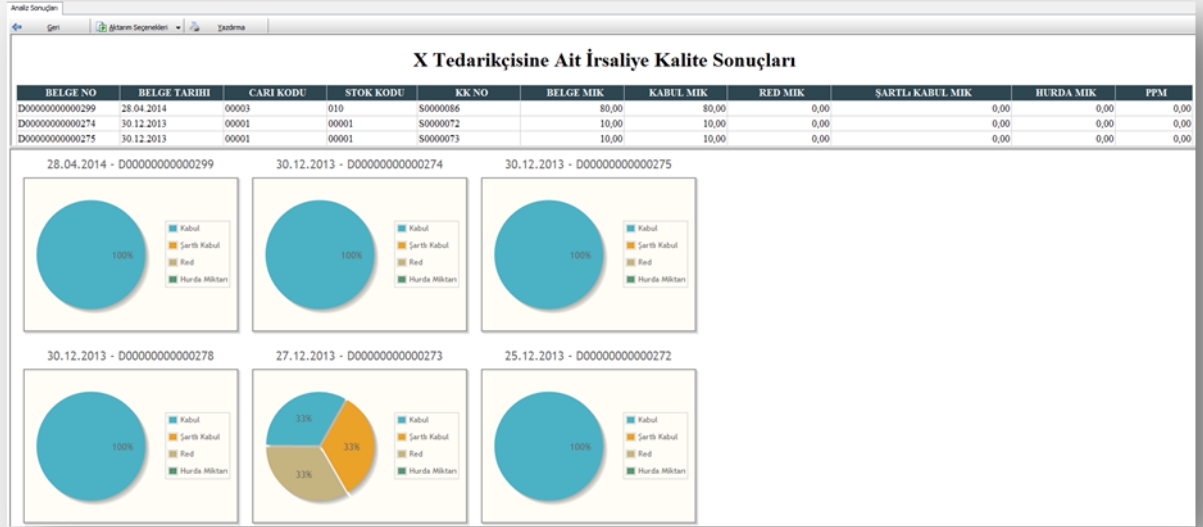 Analiz Sonuçları
Geri Aktarım Seçenekleri Yazdırma
X Tedarikçisine Ait İrsaliye Kalite Sonuçları
BELGE NO BELGE TARIHI CARI KODU STOK KODU KK NO BELGE MIK KABUL MIK RED MIK ŞARTLı KABUL MIK HURDA MIK PPM
D00000000000299 28.04.2014 00003 010 S0000086 80,00 80,00 0,00 0,00 0,00 0,00
D00000000000274 30.12.2013 00001 00001 S0000072 10,00 10,00 0,00 0,00 0,00 0,00
D00000000000275 30.12.2013 00001 00001 S0000073 10,00 10,00 0,00 0,00 0,00 0,00
28.04.2014 - D00000000000299 30.12.2013 - D00000000000274 30.12.2013 - D00000000000275
Kabul Kabul Kabul
Şartlı Kabul Şartlı Kabul Şartlı Kabul
100% 100% 100%
Red Red Red
Hurda Miktarı Hurda Miktarı Hurda Miktarı
30.12.2013 - D00000000000278 27.12.2013 - D00000000000273 25.12.2013 - D00000000000272
Kabul 33% Kabul Kabul
Şartlı Kabul Şartlı Kabul Şartlı Kabul
100% 33% 100%
Red Red Red
Hurda Miktarı 33% Hurda Miktarı Hurda Miktarı